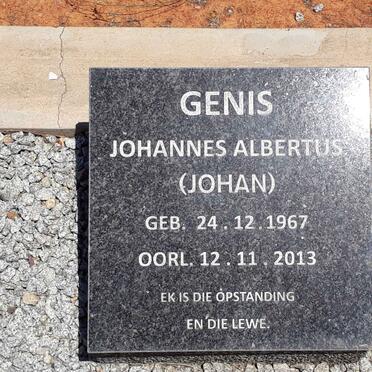 GENIS
JOHANNES ALBERTUS
(JOHAN)
GEB. 24 . 12 . 1967
OORL. 12 . 11 . 2013
EK IS DIE OPSTANDING
EN DIE LEWE.